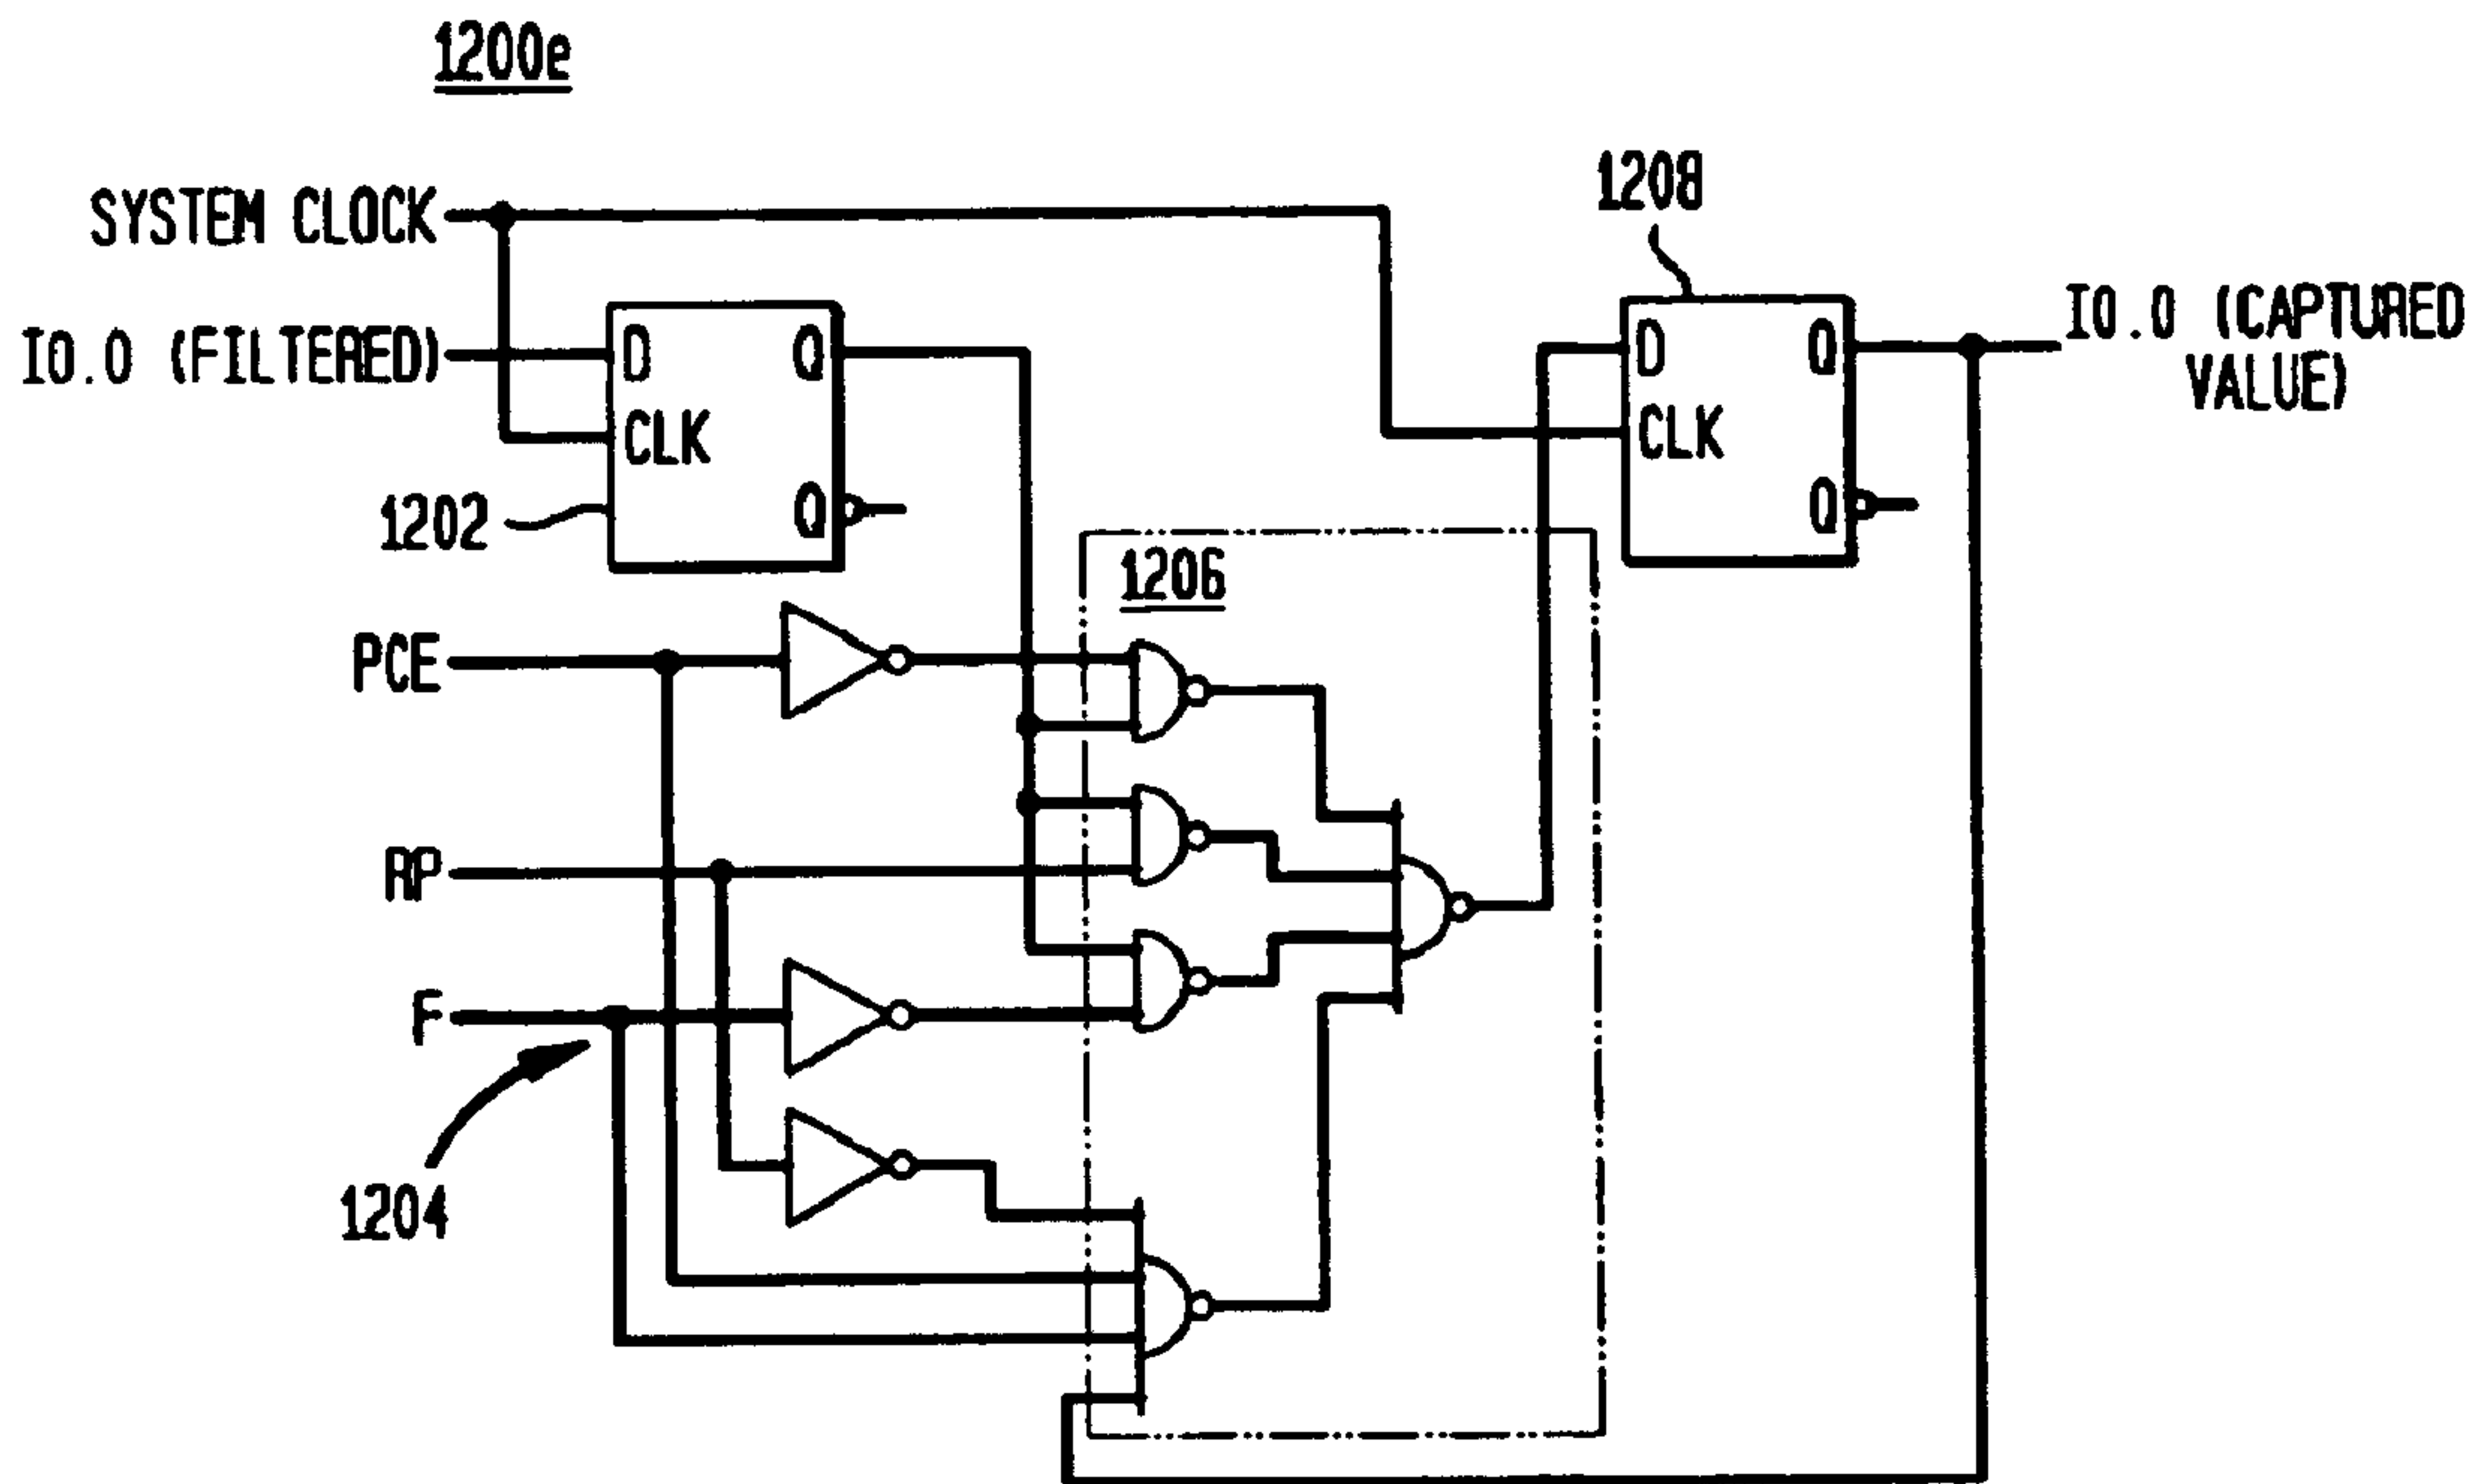 1200e
SYSTEM CLOCK
I0.0 (FILTERED)
D
Q
CLK
Q
1202
1208
D
Q
CLK
Q
I0.0 (CAPTURED
VALUE)
1206
PCE
RP
F
1204